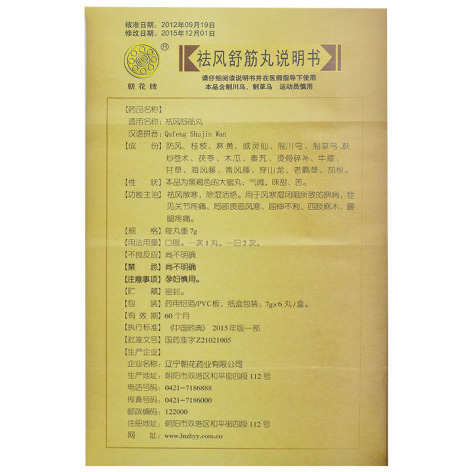 核准日期：2012年09月19日
修改日期：2015年12月01日
朝花牌
®
祛风舒筋丸说明书
请仔细阅读说明书并在医师指导下使用
本品含制川乌、制草乌　运动员慎用
[药品名称]
通用名称：祛风舒筋丸
汉语拼音：Qufeng Shujin Wan
[成　　份] 防风、桂枝、麻黄、威灵仙、制川乌、制草乌、麸
炒苍术、茯苓、木瓜、秦艽、烫骨碎补、牛膝、
甘草、海风藤、青风藤、穿山龙、老鹳草、茄根。
[性　　状] 本品为黑褐色的大蜜丸；气微，味甜、苦。
[功能主治] 祛风散寒，除湿活络。用于风寒湿闭阻所致的痹病，症
见关节疼痛、局部畏恶风寒、屈伸不利、四肢麻木、腰
腿疼痛。
[规　　格] 每丸重7g
[用法用量] 口服。一次1丸，一日2次。
[不良反应] 尚不明确
[禁　　忌] 尚不明确
[注意事项] 孕妇慎用。
[贮　　藏] 密封。
[包　　装] 药用铝箔/PVC板，纸盒包装；7g×6丸/盒。
[有 效 期] 60个月
[执行标准] 《中国药典》2015年版一部
[批准文号] 国药准字Z21021005
[生产企业]
企业名称：辽宁朝花药业有限公司
生产地址：朝阳市双塔区和平街四段112号
电话号码：0421-7186888
传真号码：0421-7186000
邮政编码：122000
注册地址：朝阳市双塔区和平街四段112号
网　　址：www.lnzhyy.com.cn